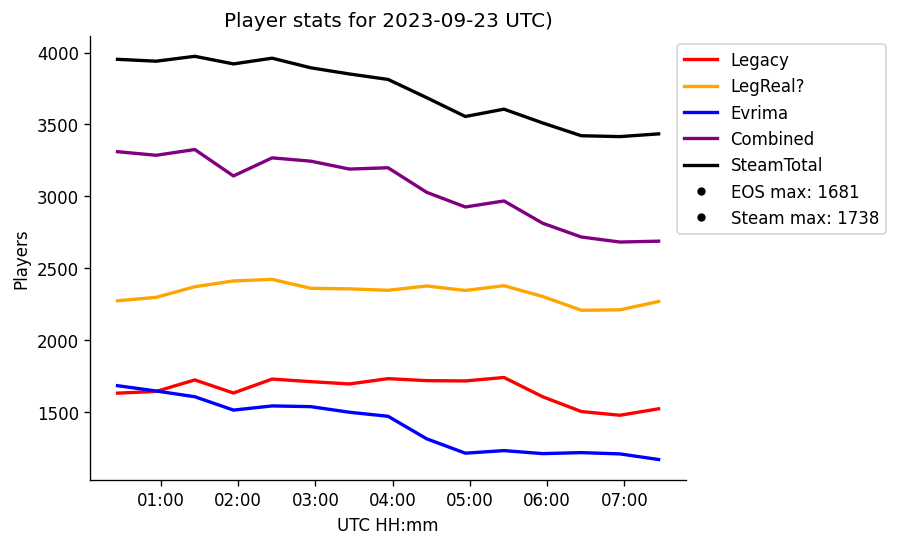 Player stats for 2023-09-23 UTC)
4000
3500
3000
2500
2000
1500
Players
01:00 02:00 03:00 04:00 05:00 06:00 07:00
UTC HH:mm
Legacy
LegReal?
Evrima
Combined
SteamTotal
EOS max: 1681
Steam max: 1738